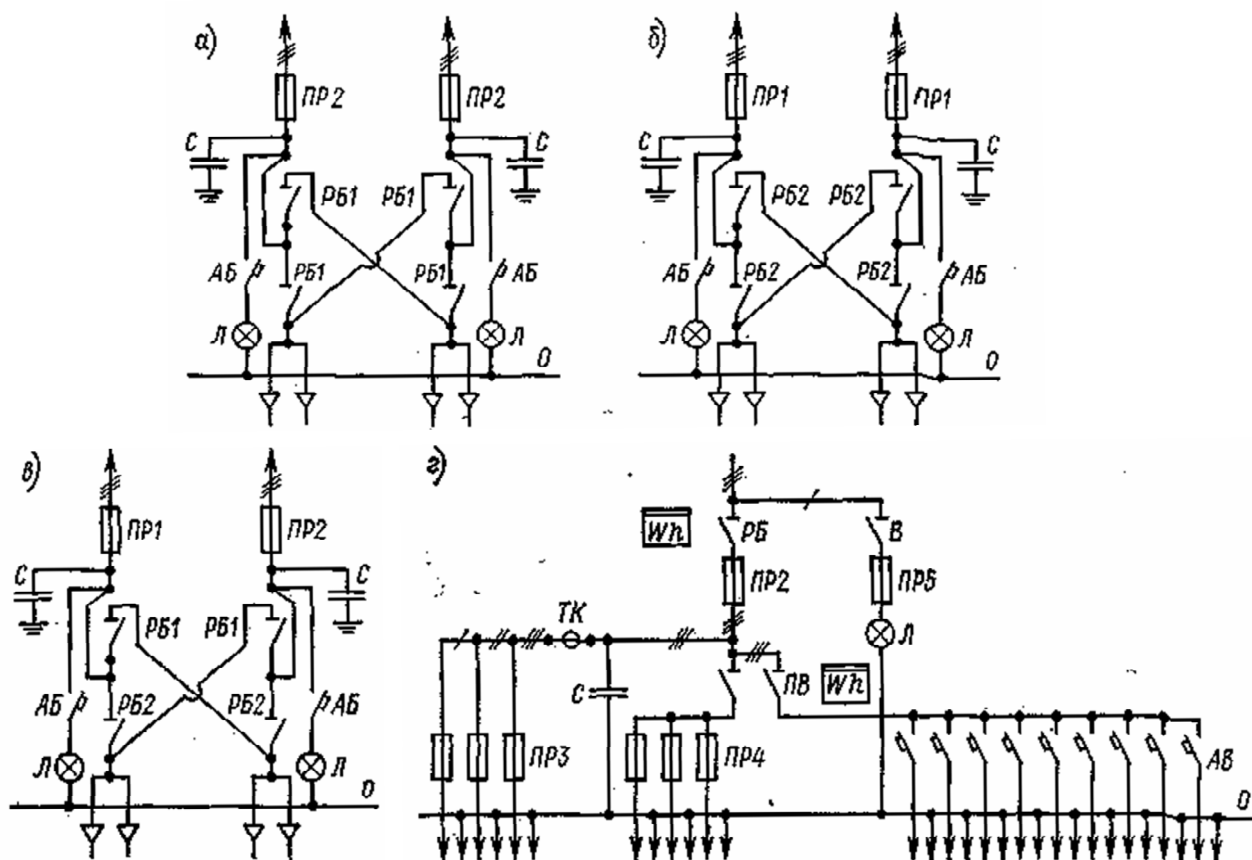 а)
ПР2 ПР2
С С
РБ1 РБ1
АБ РБ1 РБ1 АБ
Л Л
0
б)
ПР1 ПР1
С С
РБ2 РБ2
АБ РБ2 РБ2 АБ
Л Л
0
в)
ПР1 ПР2
С С
РБ1 РБ1
АБ РБ2 РБ2 АБ
Л Л
0
г)
Wh РБ В
ПР2 ПР5
ТК Л
С ПВ Wh
ПР3 ПР4 АВ
0